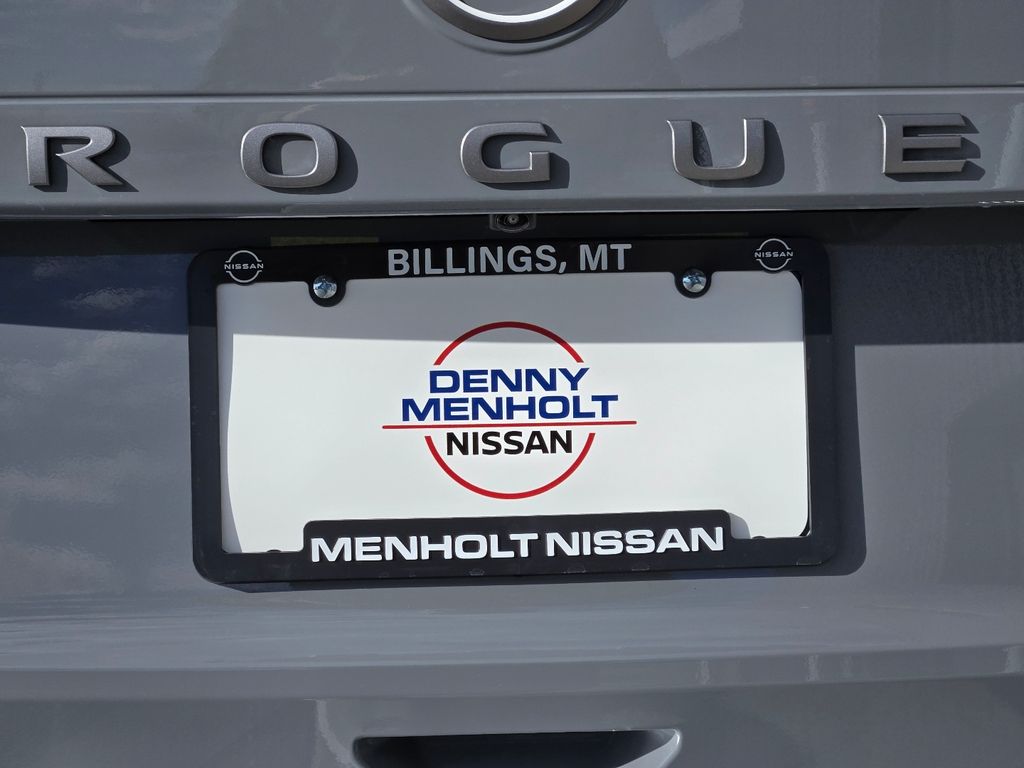 ROGUE
BILLINGS, MT
NISSAN
NISSAN
DENNY
MENHOLT
NISSAN
MENHOLT NISSAN